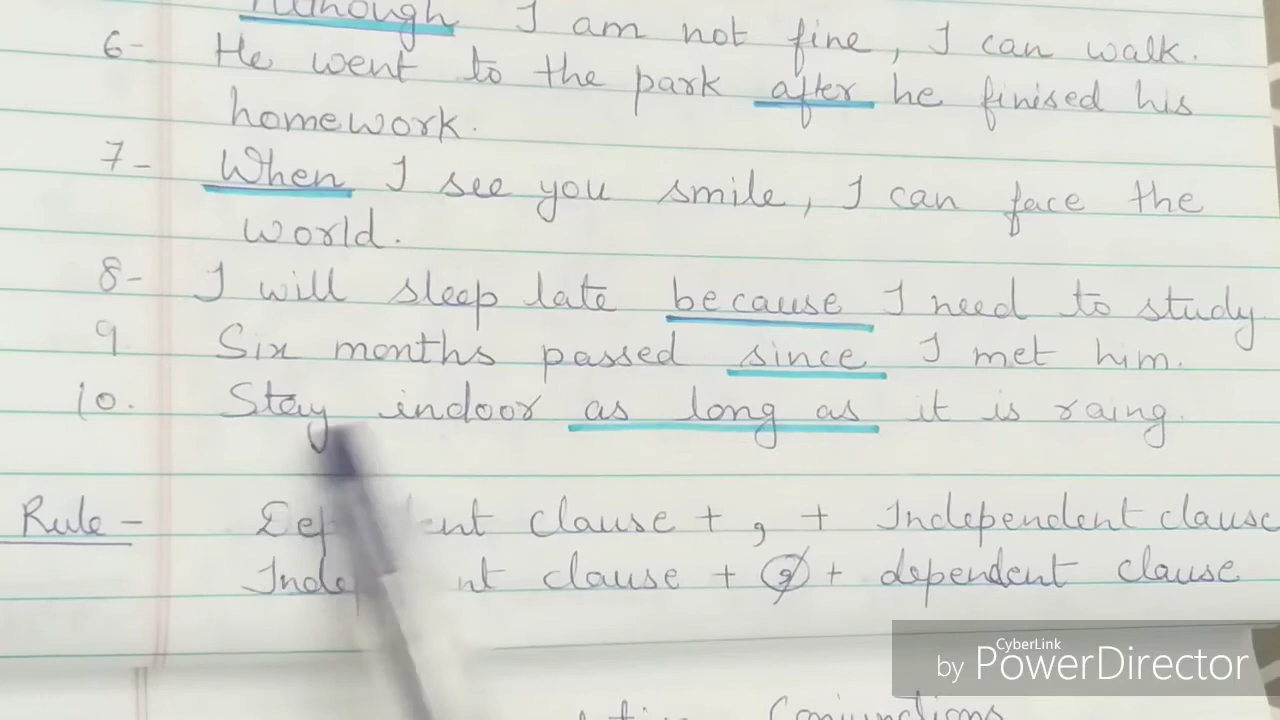 Although I am not fine, I can walk.
6- He went to the park after he finised his
homework.
7- When I see you smile, I can face the
world.
8- I will sleep late because I need to study
9 Six months passed since I met him.
10. Stay indoor as long as it is raing.
Rule - clause + , + Independent clause
clause + , + dependent clause
CyberLink
by PowerDirector
Conjunctions